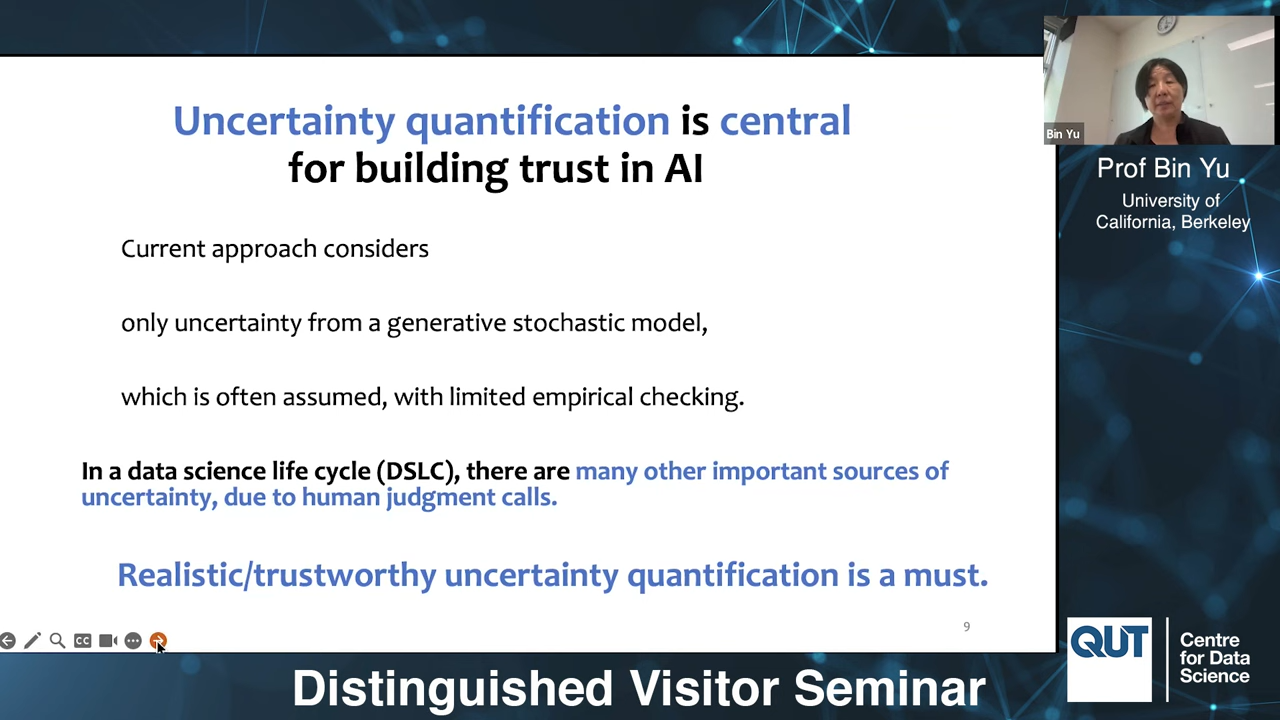 Uncertainty quantification is central
for building trust in AI
Current approach considers
only uncertainty from a generative stochastic model,
which is often assumed, with limited empirical checking.
In a data science life cycle (DSLC), there are many other important sources of
uncertainty, due to human judgment calls.
Realistic/trustworthy uncertainty quantification is a must.
9
CC
Bin Yu
Prof Bin Yu
University of
California, Berkeley
QUT
Centre
for Data
Science
Distinguished Visitor Seminar